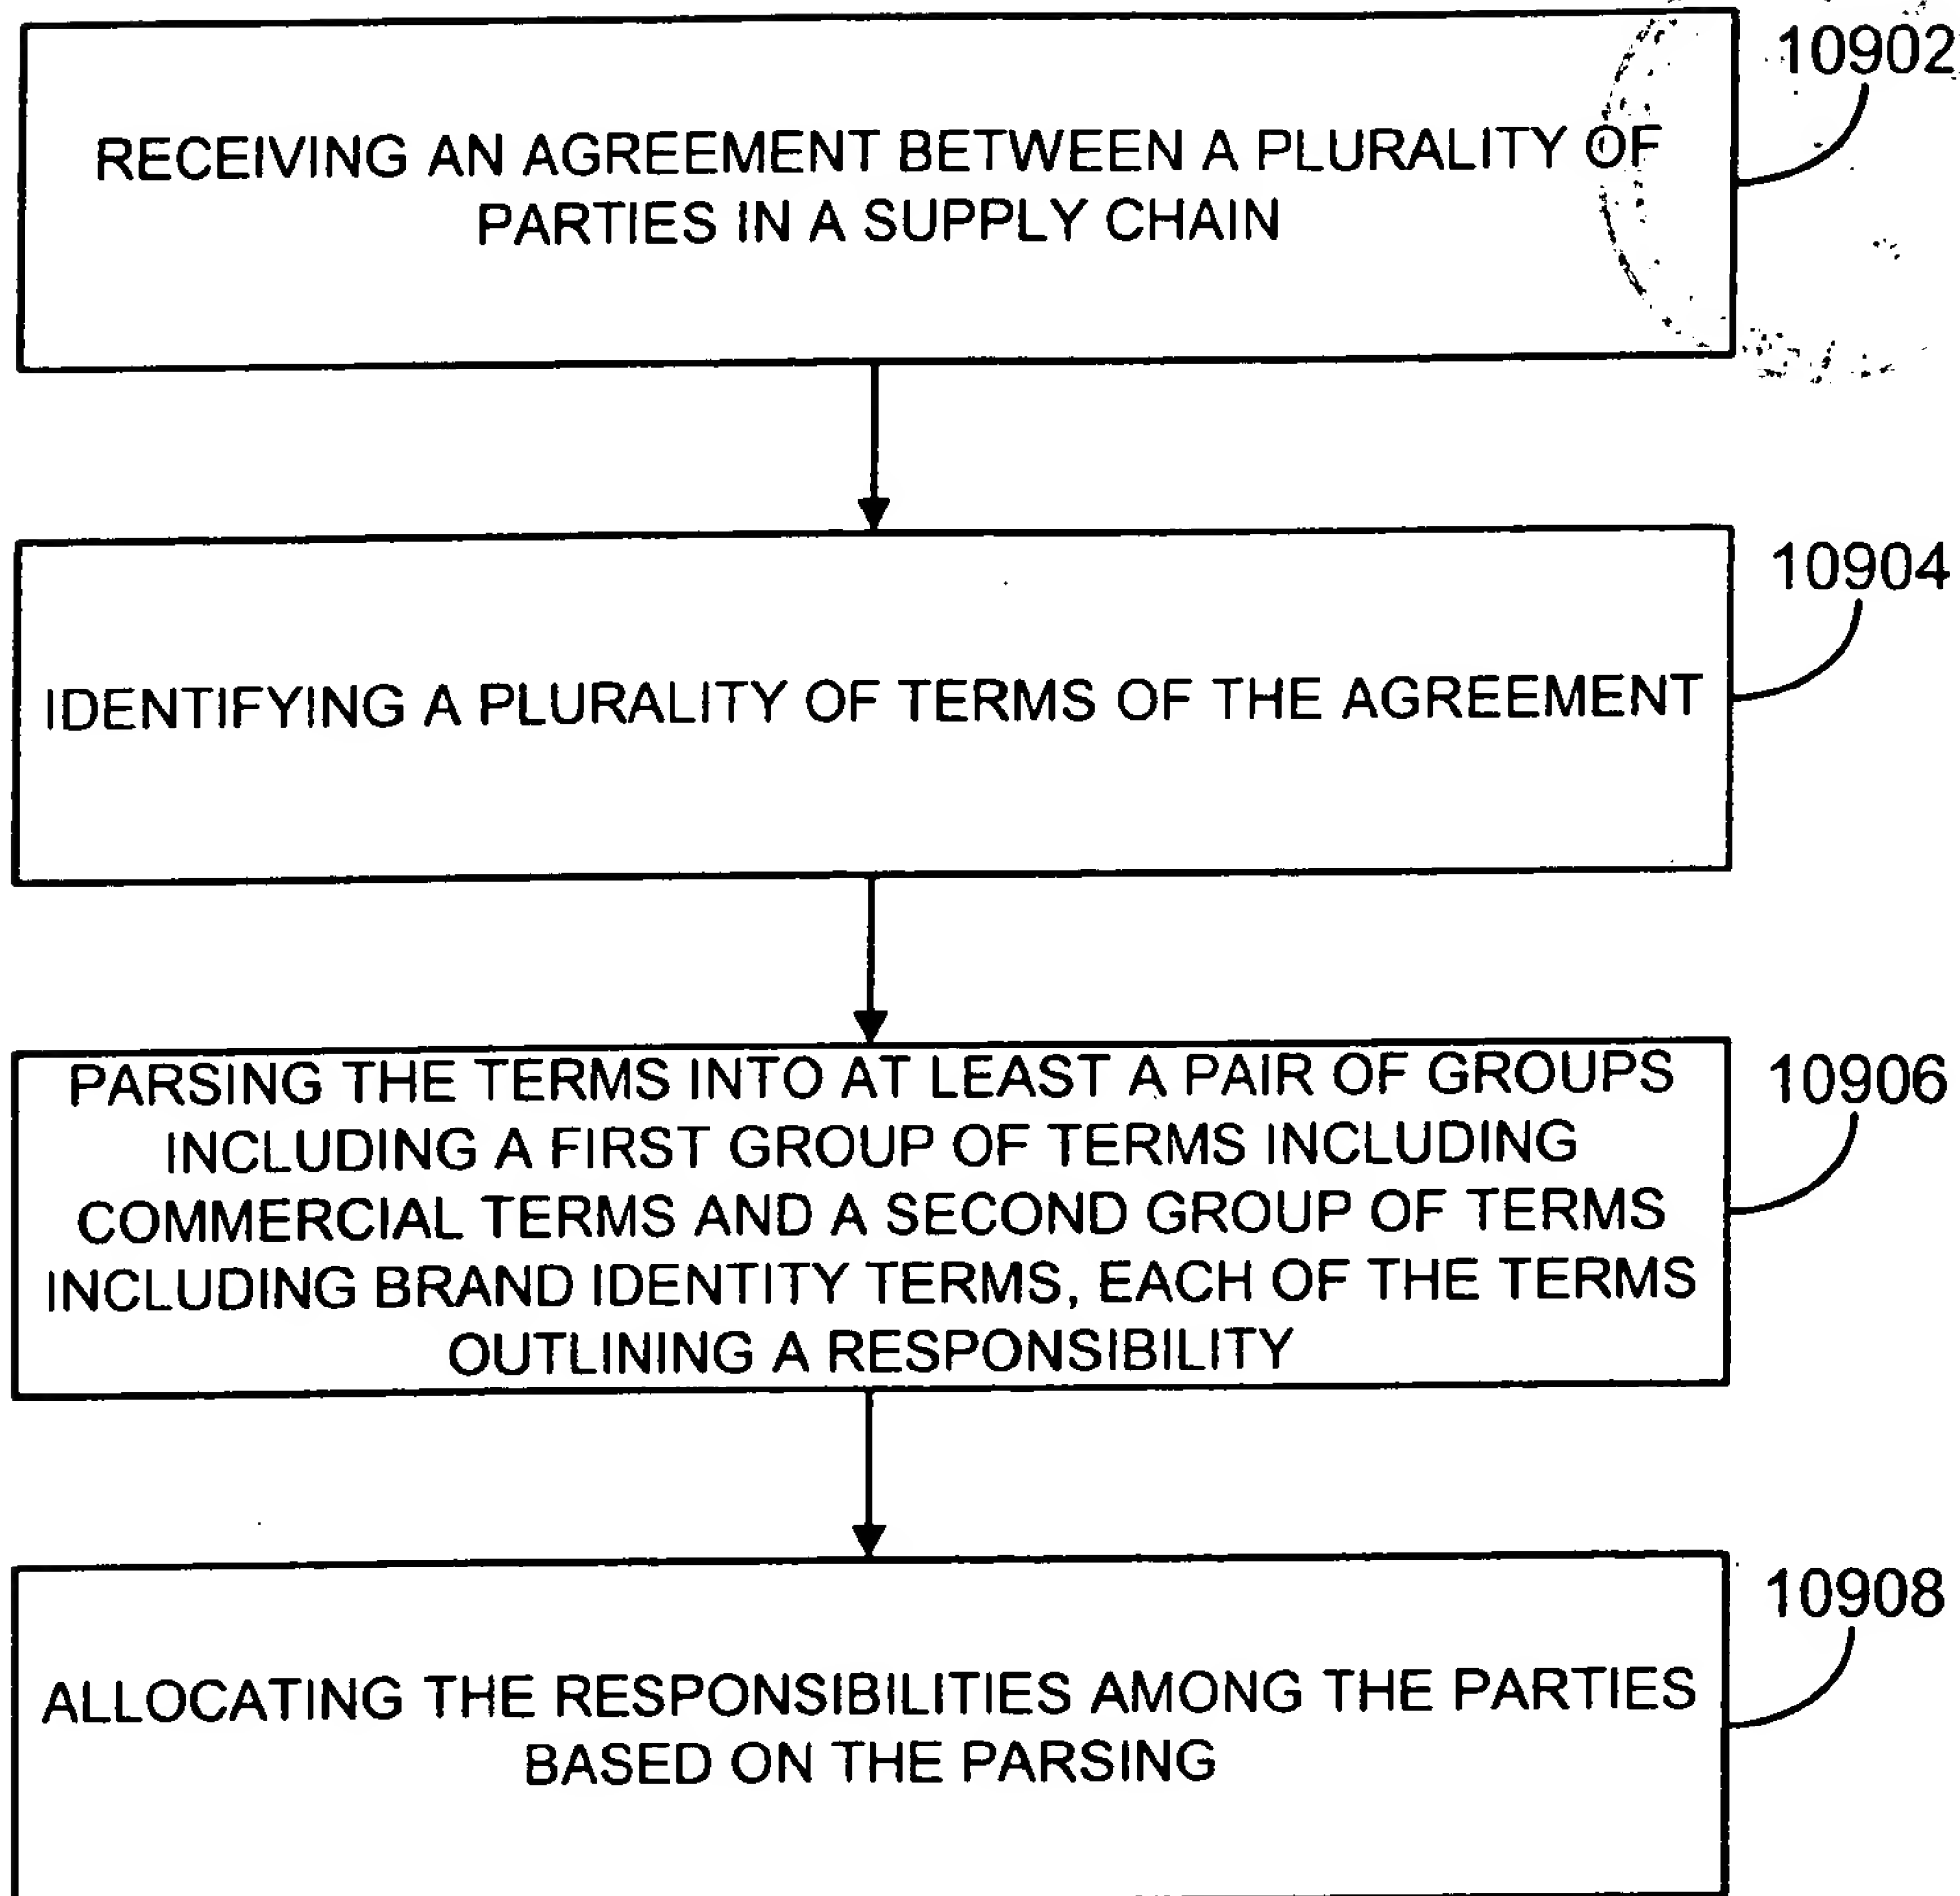 10902
RECEIVING AN AGREEMENT BETWEEN A PLURALITY OF
PARTIES IN A SUPPLY CHAIN
10904
IDENTIFYING A PLURALITY OF TERMS OF THE AGREEMENT
10906
PARSING THE TERMS INTO AT LEAST A PAIR OF GROUPS
INCLUDING A FIRST GROUP OF TERMS INCLUDING
COMMERCIAL TERMS AND A SECOND GROUP OF TERMS
INCLUDING BRAND IDENTITY TERMS, EACH OF THE TERMS
OUTLINING A RESPONSIBILITY
10908
ALLOCATING THE RESPONSIBILITIES AMONG THE PARTIES
BASED ON THE PARSING